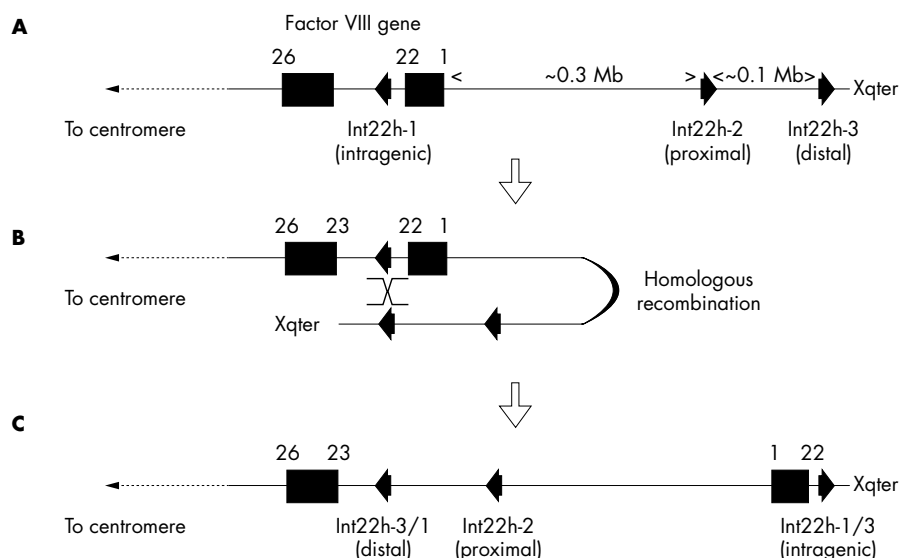 Factor VIII gene
A
26 22 1
< ~0.3 Mb > <~0.1 Mb>
Xqter
To centromere
Int22h-1
(intragenic)
Int22h-2
(proximal)
Int22h-3
(distal)
B
26 23 22 1
To centromere
Homologous
recombination
Xqter
C
26 23 1 22
Xqter
To centromere
Int22h-3/1
(distal)
Int22h-2
(proximal)
Int22h-1/3
(intragenic)